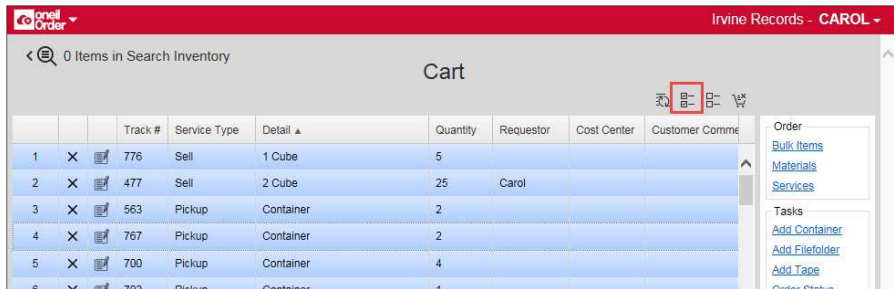 oneil Order
Irvine Records - CAROL
0 Items in Search Inventory
Cart
Track # Service Type Detail Quantity Requestor Cost Center Customer Comme
1 776 Sell 1 Cube 5
2 477 Sell 2 Cube 25 Carol
3 563 Pickup Container 2
4 767 Pickup Container 2
5 700 Pickup Container 4
Order
Bulk Items
Materials
Services
Tasks
Add Container
Add Filefolder
Add Tape
Order Status